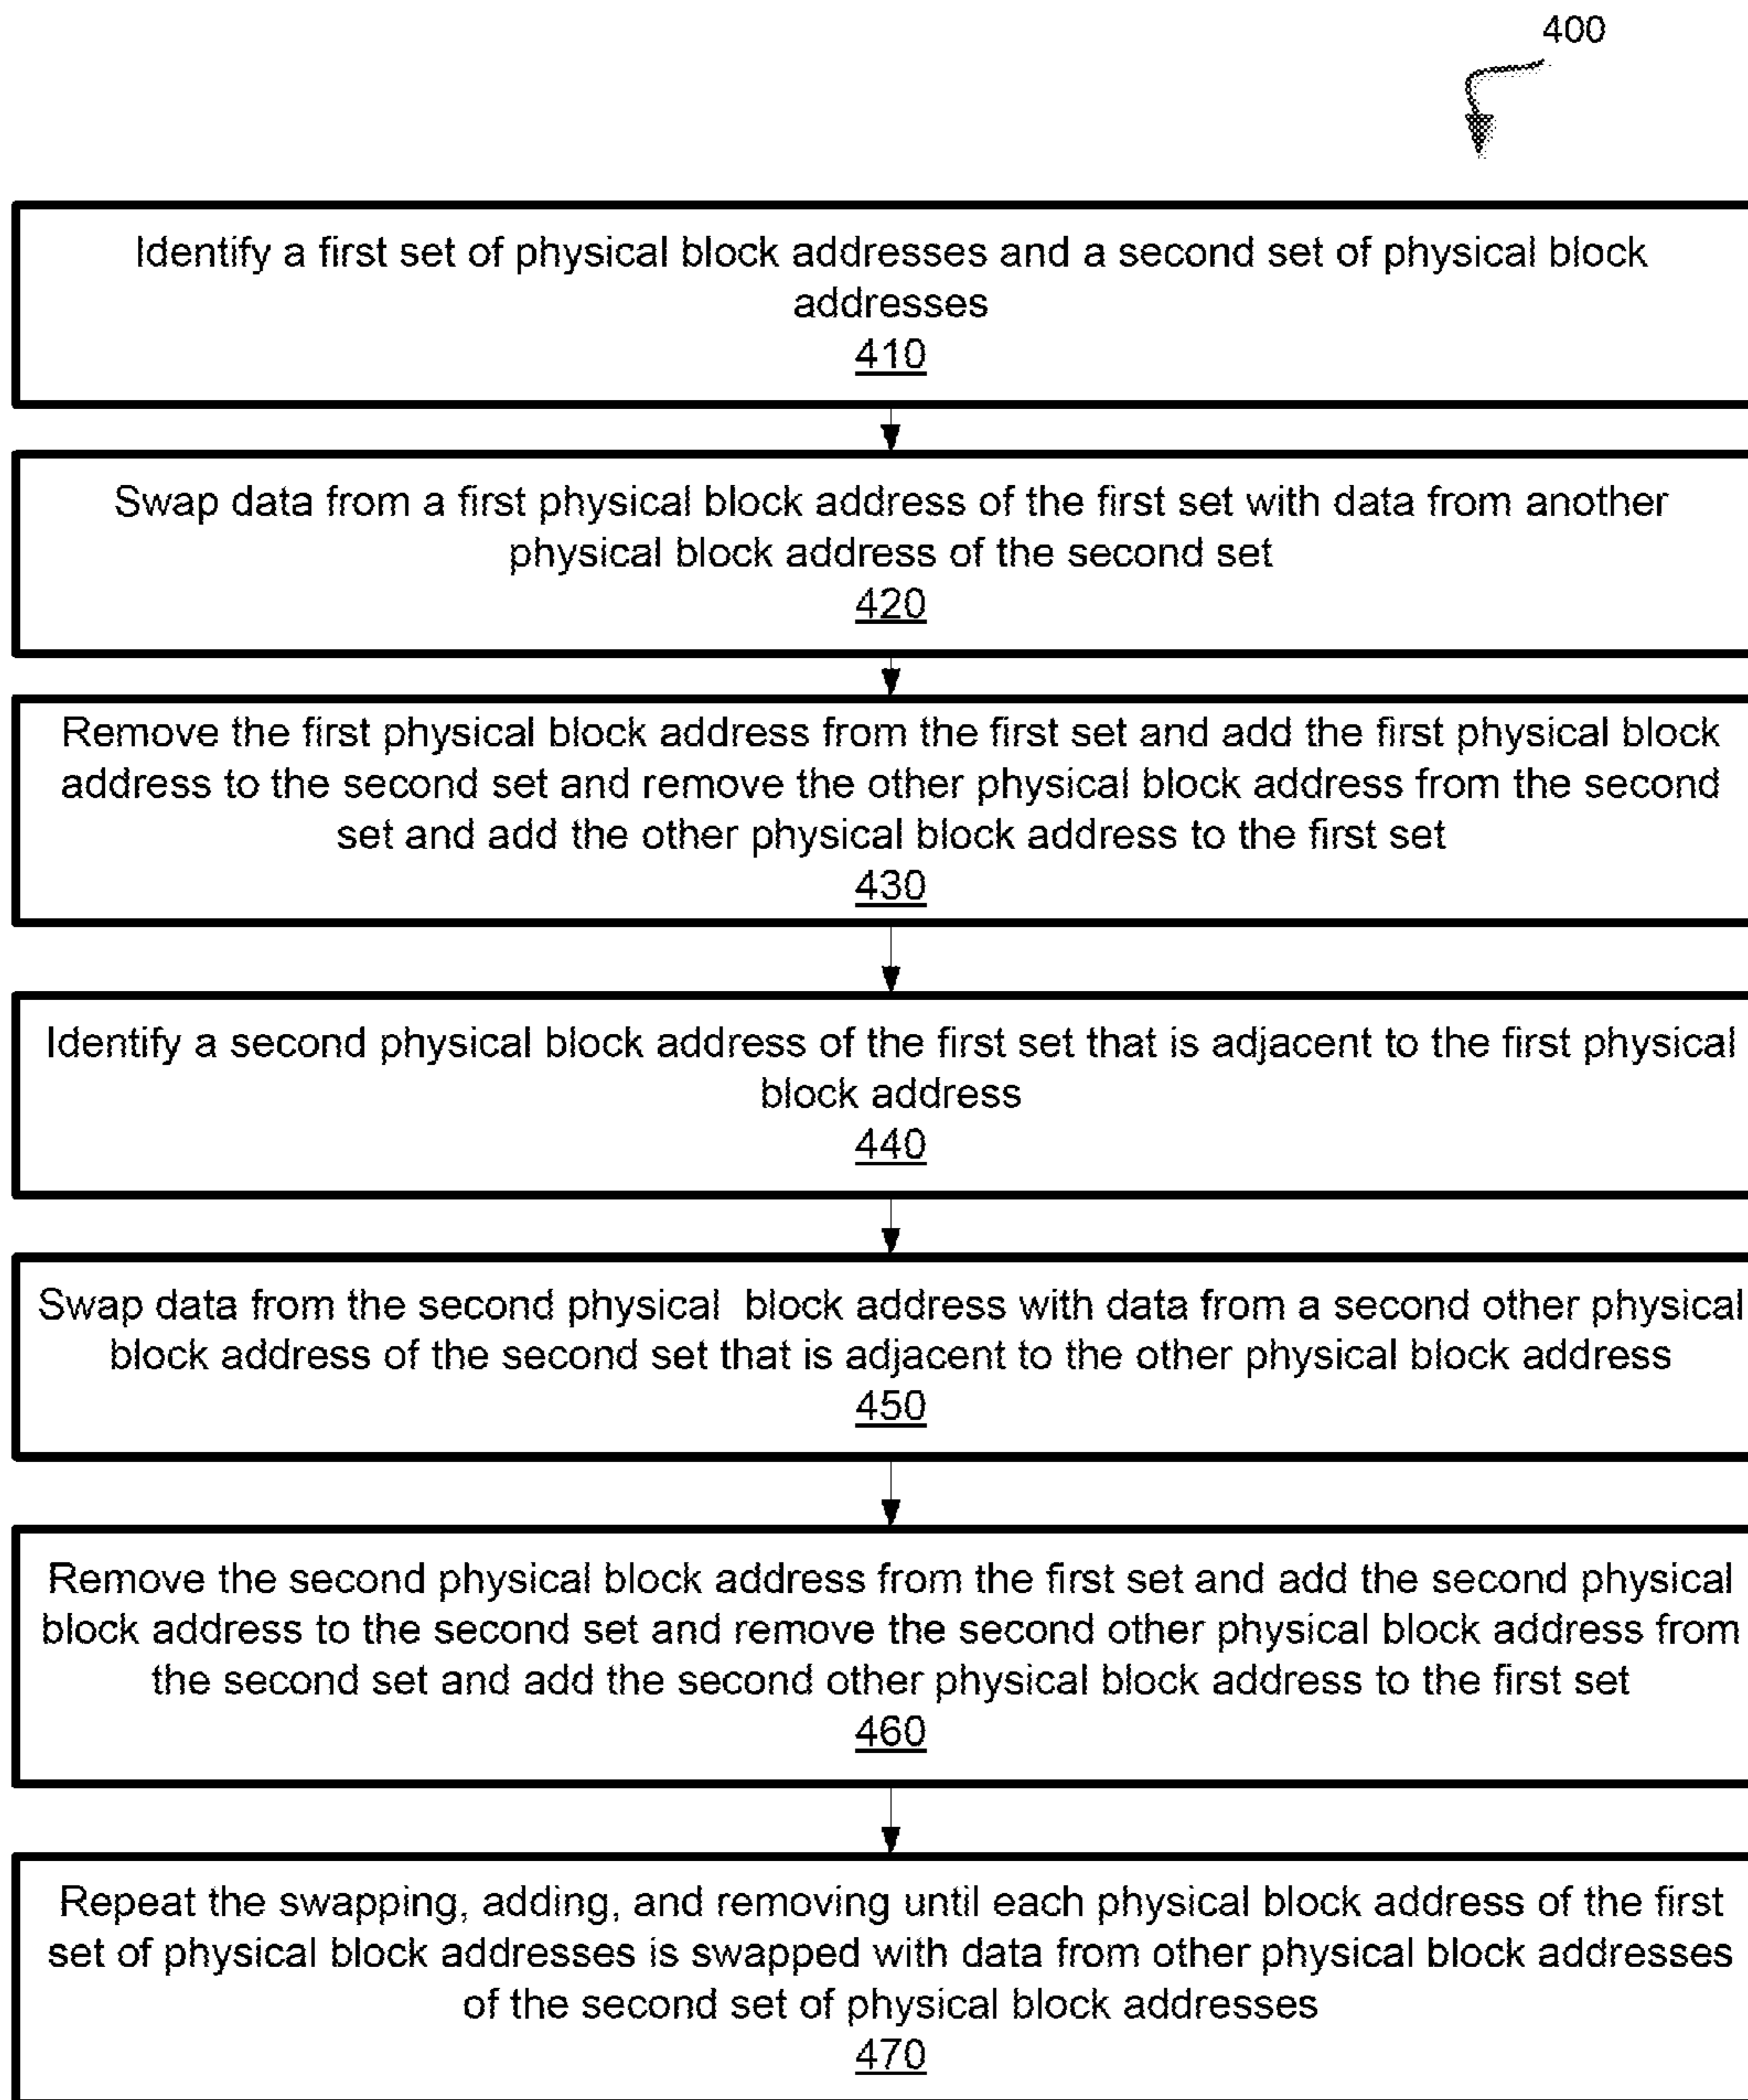 400
Identify a first set of physical block addresses and a second set of physical block
addresses
410
Swap data from a first physical block address of the first set with data from another
physical block address of the second set
420
Remove the first physical block address from the first set and add the first physical block
address to the second set and remove the other physical block address from the second
set and add the other physical block address to the first set
430
Identify a second physical block address of the first set that is adjacent to the first physical
block address
440
Swap data from the second physical block address with data from a second other physical
block address of the second set that is adjacent to the other physical block address
450
Remove the second physical block address from the first set and add the second physical
block address to the second set and remove the second other physical block address from
the second set and add the second other physical block address to the first set
460
Repeat the swapping, adding, and removing until each physical block address of the first
set of physical block addresses is swapped with data from other physical block addresses
of the second set of physical block addresses
470